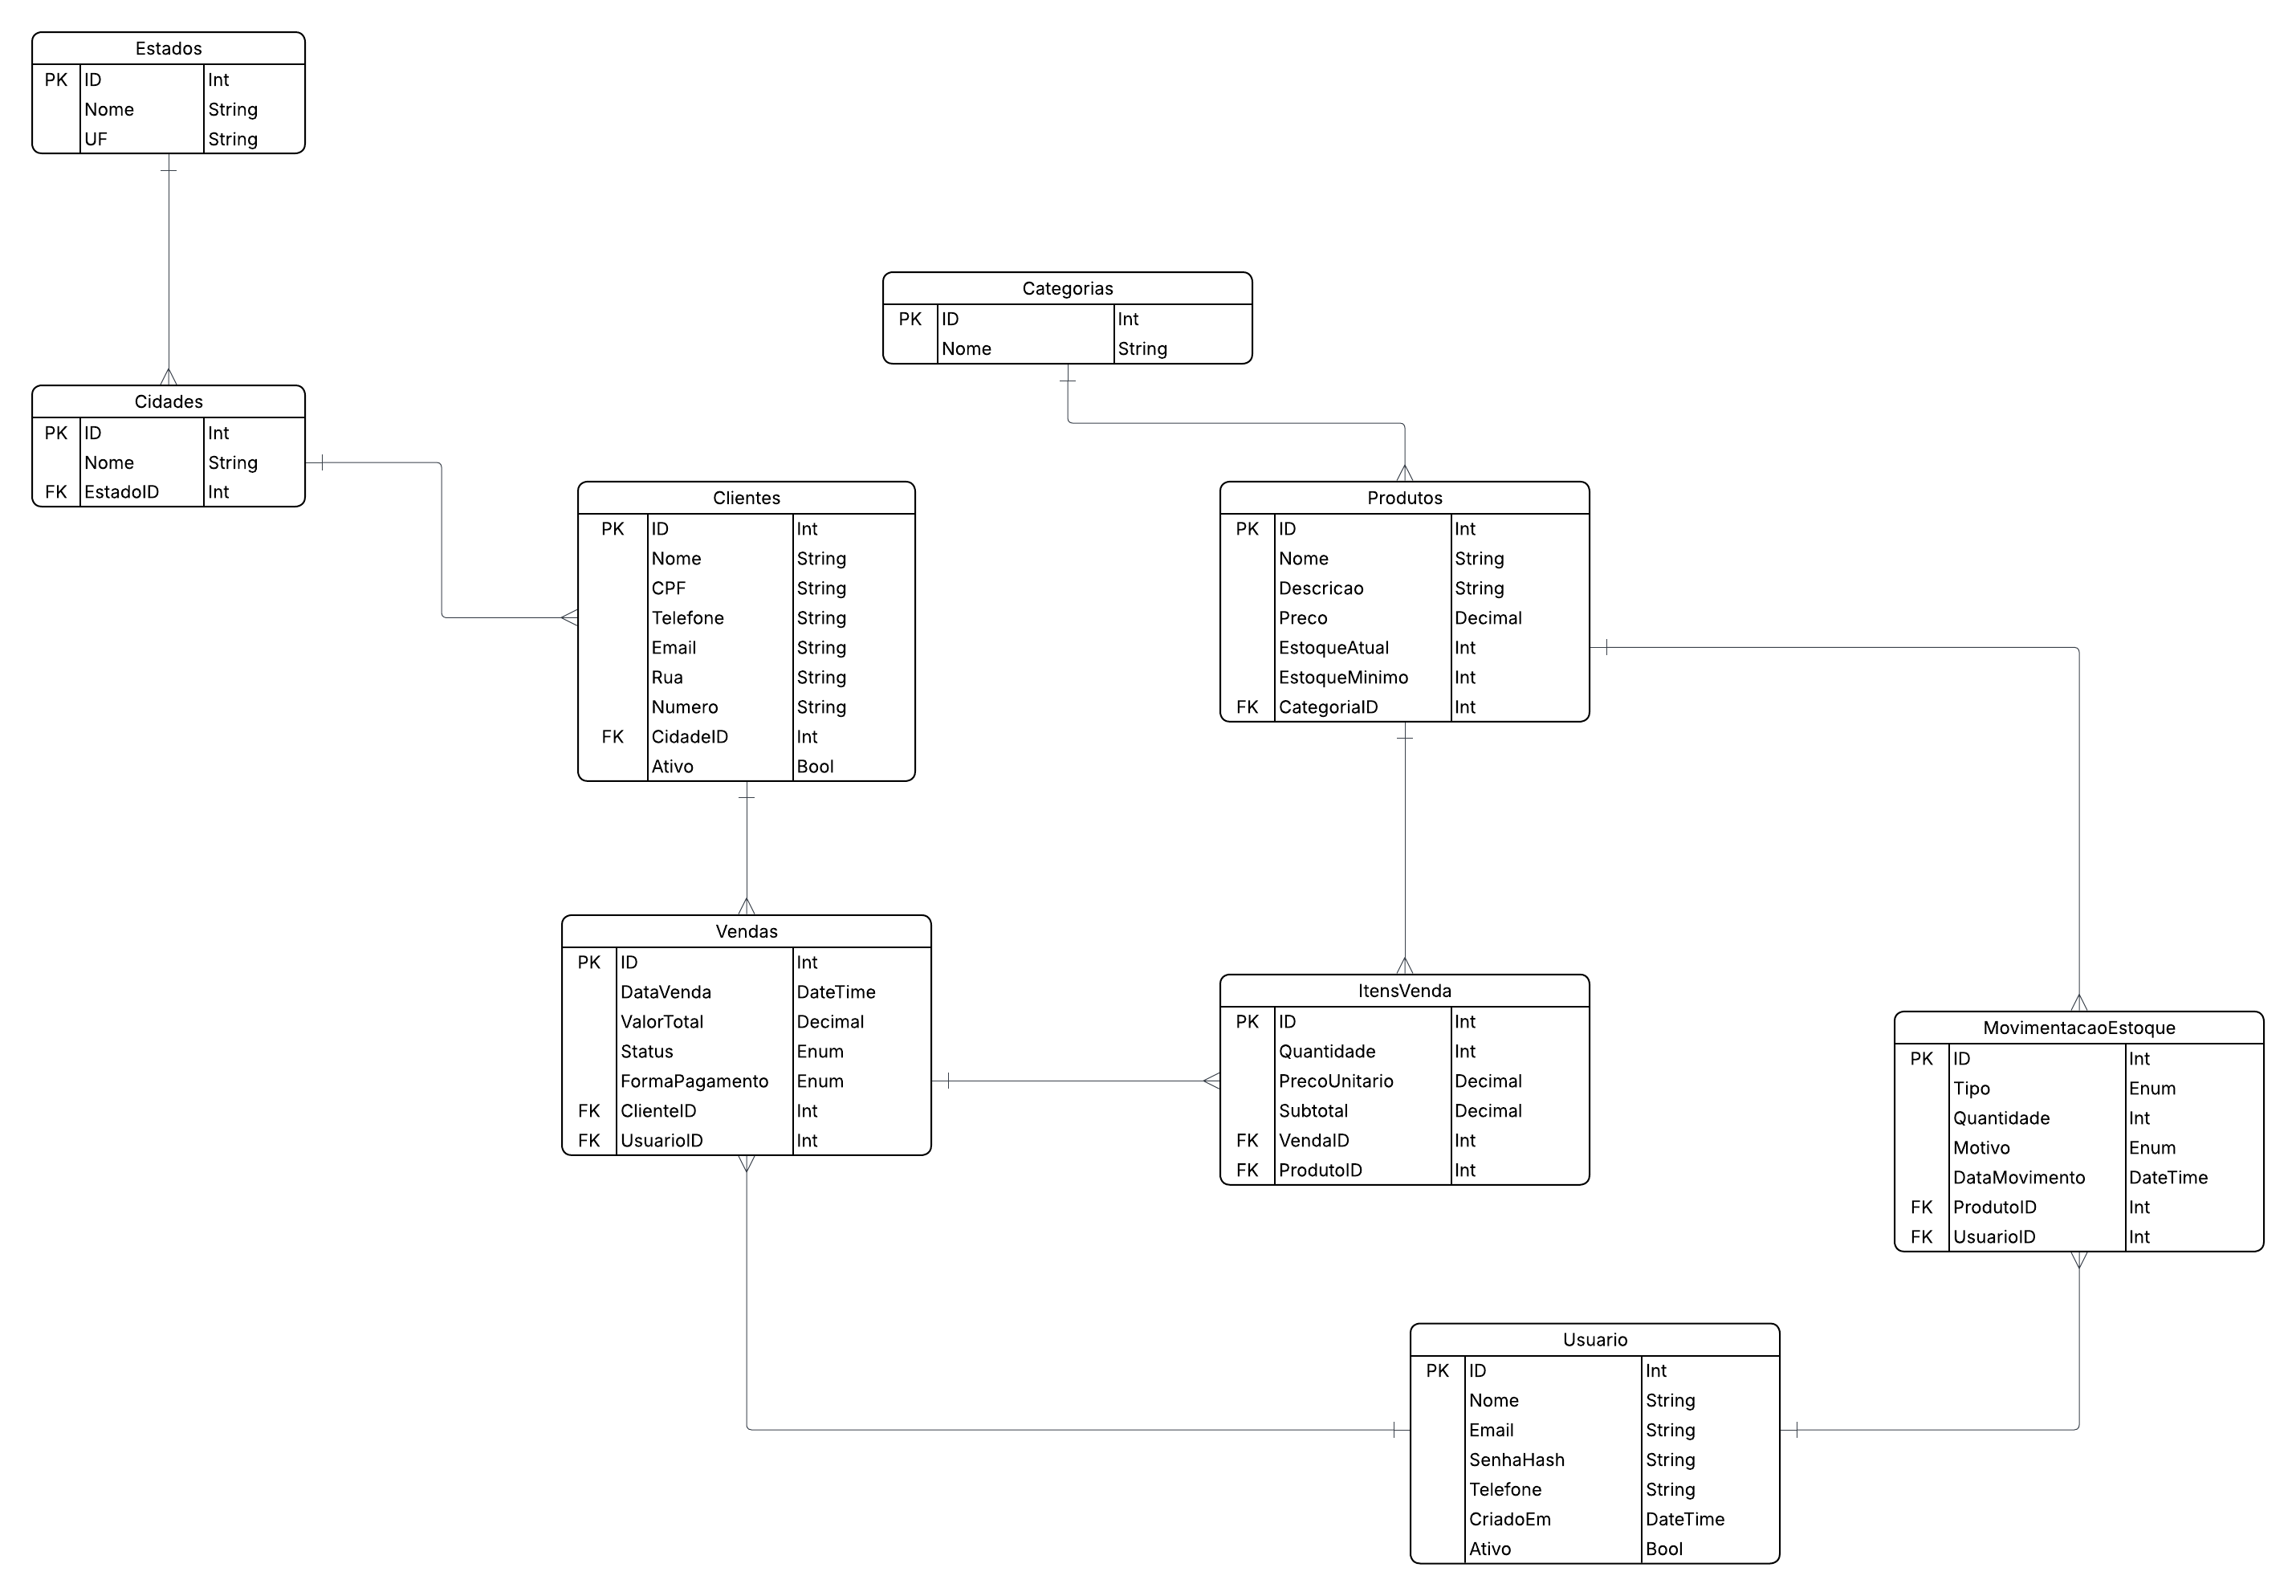 Estados
PK ID Int
Nome String
UF String
Categorias
PK ID Int
Nome String
Cidades
PK ID Int
Nome String
FK EstadoID Int
Clientes
PK ID Int
Nome String
CPF String
Telefone String
Email String
Rua String
Numero String
FK CidadeID Int
Ativo Bool
Produtos
PK ID Int
Nome String
Descricao String
Preco Decimal
EstoqueAtual Int
EstoqueMinimo Int
FK CategoriaID Int
Vendas
PK ID Int
DataVenda DateTime
ValorTotal Decimal
Status Enum
FormaPagamento Enum
FK ClienteID Int
FK UsuarioID Int
ItensVenda
PK ID Int
Quantidade Int
PrecoUnitario Decimal
Subtotal Decimal
FK VendaID Int
FK ProdutoID Int
MovimentacaoEstoque
PK ID Int
Tipo Enum
Quantidade Int
Motivo Enum
DataMovimento DateTime
FK ProdutoID Int
FK UsuarioID Int
Usuario
PK ID Int
Nome String
Email String
SenhaHash String
Telefone String
CriadoEm DateTime
Ativo Bool